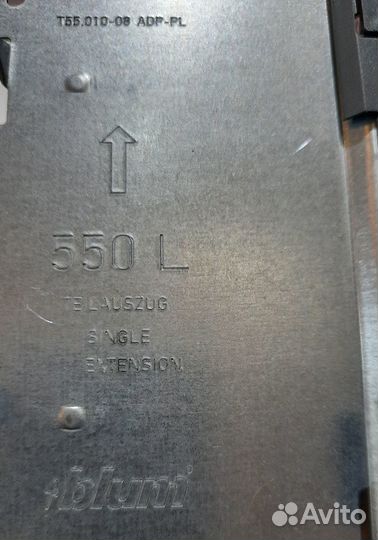 T55.010-08 ADP-PL
550 L
TEILAUSZUG
SINGLE
EXTENSION
blum®
Avito